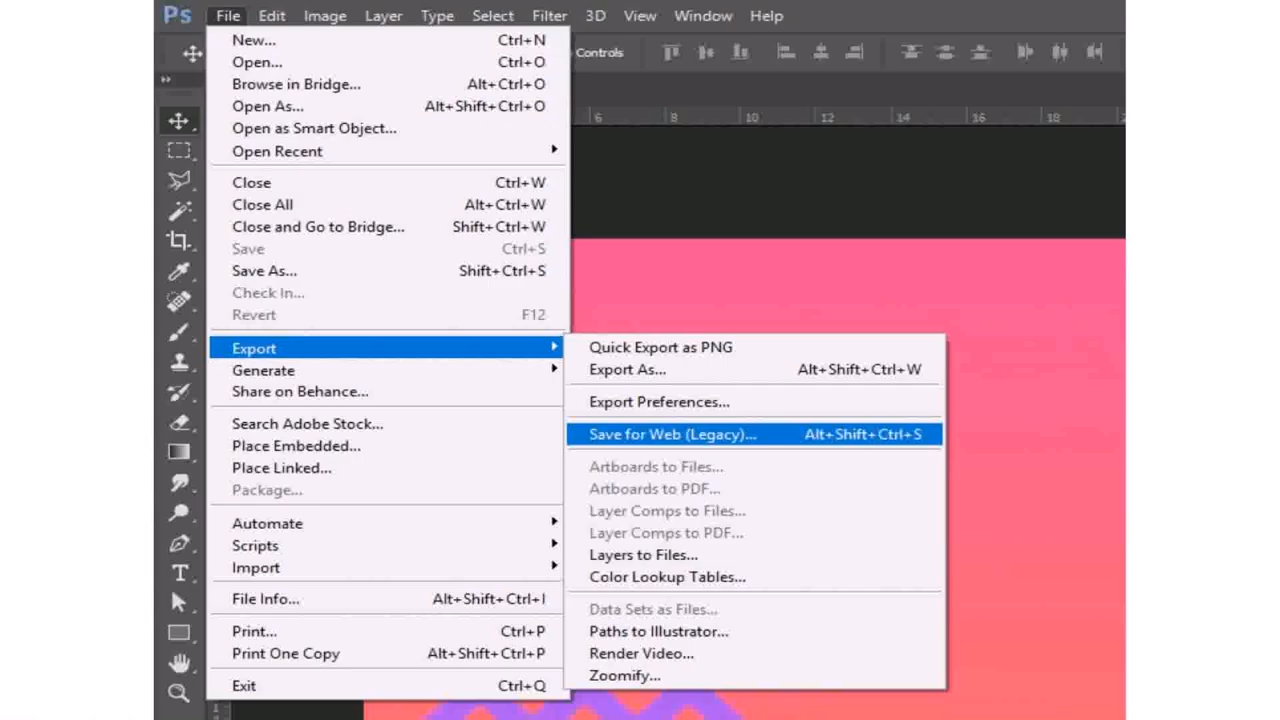 Ps File Edit Image Layer Type Select Filter 3D View Window Help
Controls
6 8 10 12 14 16 18
New... Ctrl+N
Open... Ctrl+O
Browse in Bridge... Alt+Ctrl+O
Open As... Alt+Shift+Ctrl+O
Open as Smart Object...
Open Recent
Close Ctrl+W
Close All Alt+Ctrl+W
Close and Go to Bridge... Shift+Ctrl+W
Save Ctrl+S
Save As... Shift+Ctrl+S
Check In...
Revert F12
Export
Generate
Share on Behance...
Search Adobe Stock...
Place Embedded...
Place Linked...
Package...
Automate
Scripts
Import
File Info... Alt+Shift+Ctrl+I
Print... Ctrl+P
Print One Copy Alt+Shift+Ctrl+P
Exit Ctrl+Q
Quick Export as PNG
Export As... Alt+Shift+Ctrl+W
Export Preferences...
Save for Web (Legacy)... Alt+Shift+Ctrl+S
Artboards to Files...
Artboards to PDF...
Layer Comps to Files...
Layer Comps to PDF...
Layers to Files...
Color Lookup Tables...
Data Sets as Files...
Paths to Illustrator...
Render Video...
Zoomify...